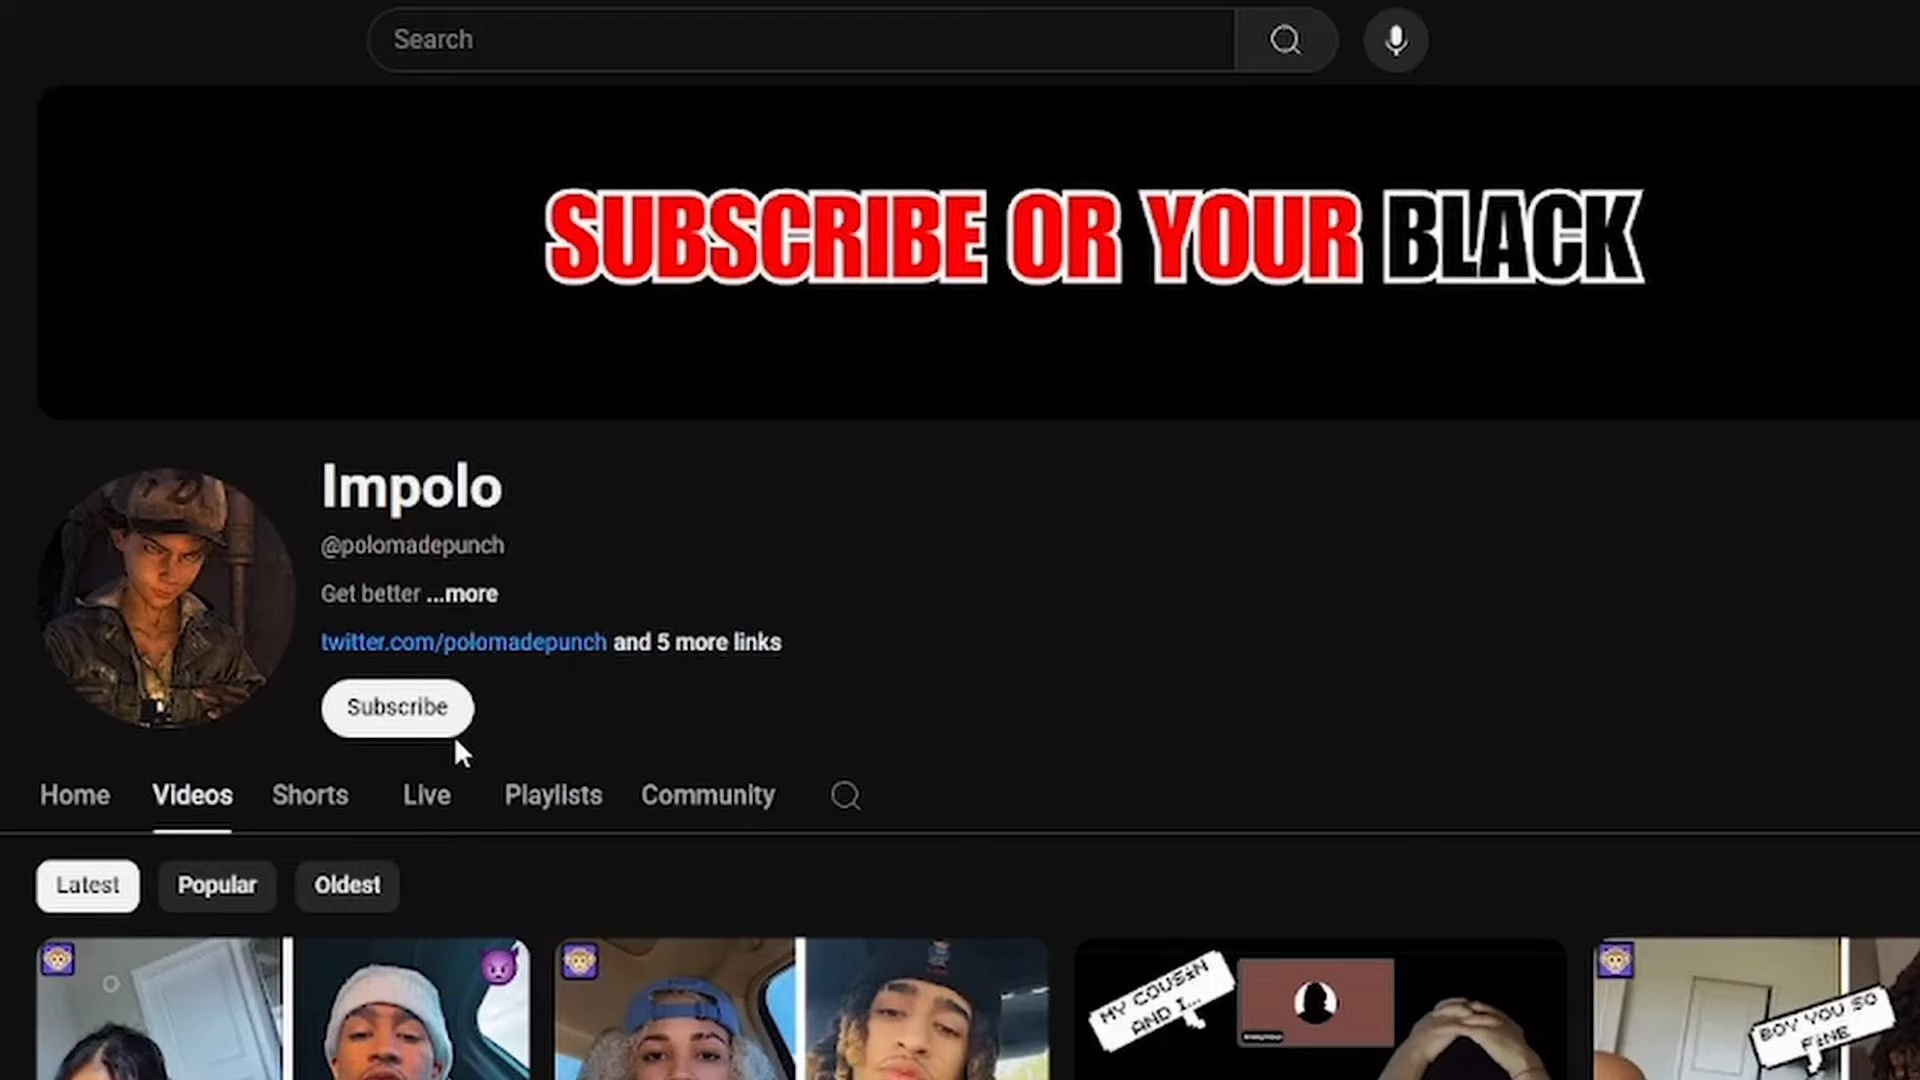 Search
SUBSCRIBE OR YOUR BLACK
Impolo
@polomadepunch
Get better ...more
twitter.com/polomadepunch and 5 more links
Subscribe
Home Videos Shorts Live Playlists Community
Latest Popular Oldest
MY COUSIN
AND I...
BOY YOU SO
FINE